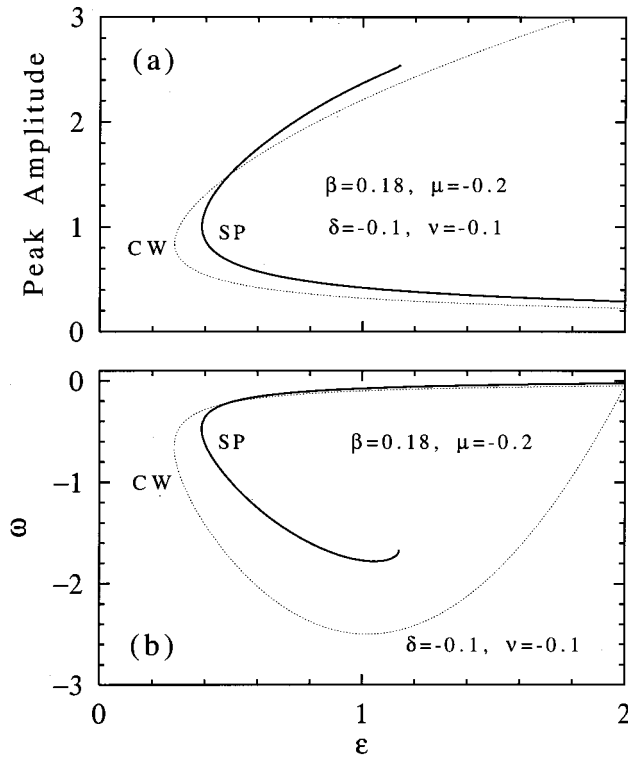 3
(a)
2
Peak Amplitude
β=0.18, μ=-0.2
δ=-0.1, ν=-0.1
1
SP
CW
0
0
β=0.18, μ=-0.2
SP
CW
−1
ω
−2
(b)
δ=-0.1, ν=-0.1
−3
0
1
2
ε